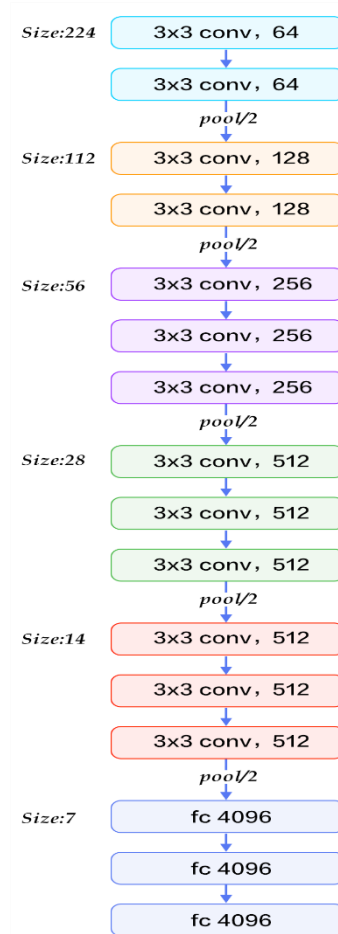 Size:224 3x3 conv, 64
3x3 conv, 64
pool/2
Size:112 3x3 conv, 128
3x3 conv, 128
pool/2
Size:56 3x3 conv, 256
3x3 conv, 256
3x3 conv, 256
pool/2
Size:28 3x3 conv, 512
3x3 conv, 512
3x3 conv, 512
pool/2
Size:14 3x3 conv, 512
3x3 conv, 512
3x3 conv, 512
pool/2
Size:7 fc 4096
fc 4096
fc 4096